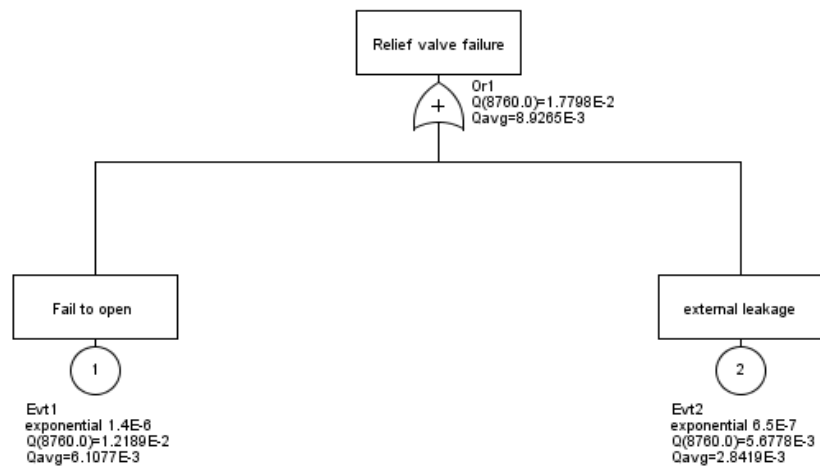 Relief valve failure
+
Or1
Q(8760.0)=1.7798E-2
Qavg=8.9265E-3
Fail to open
external leakage
1
2
Evt1
exponential 1.4E-6
Q(8760.0)=1.2189E-2
Qavg=6.1077E-3
Evt2
exponential 6.5E-7
Q(8760.0)=5.6778E-3
Qavg=2.8419E-3